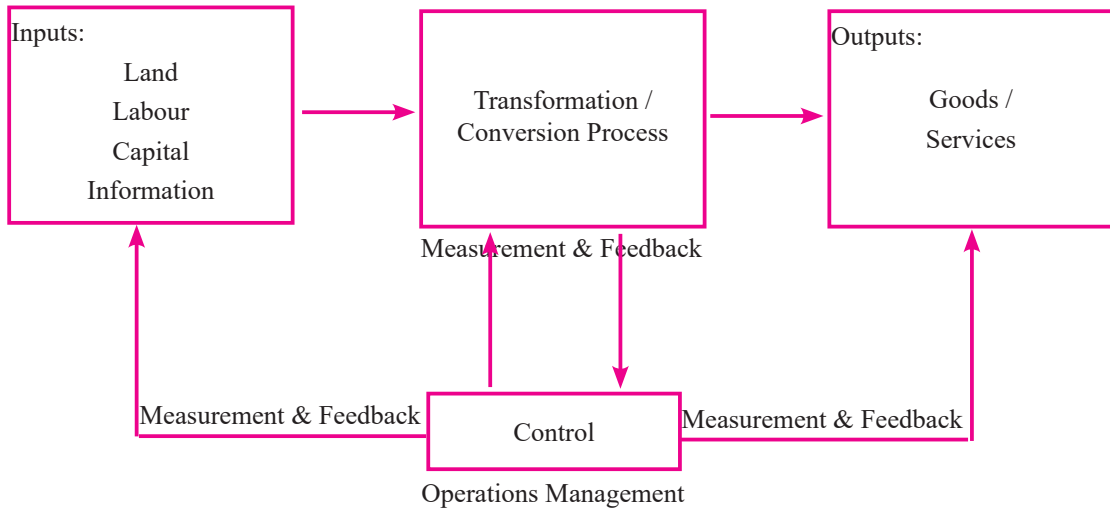 Inputs:
Land
Labour
Capital
Information
Transformation /
Conversion Process
Outputs:
Goods /
Services
Measurement & Feedback
Measurement & Feedback
Control
Measurement & Feedback
Operations Management